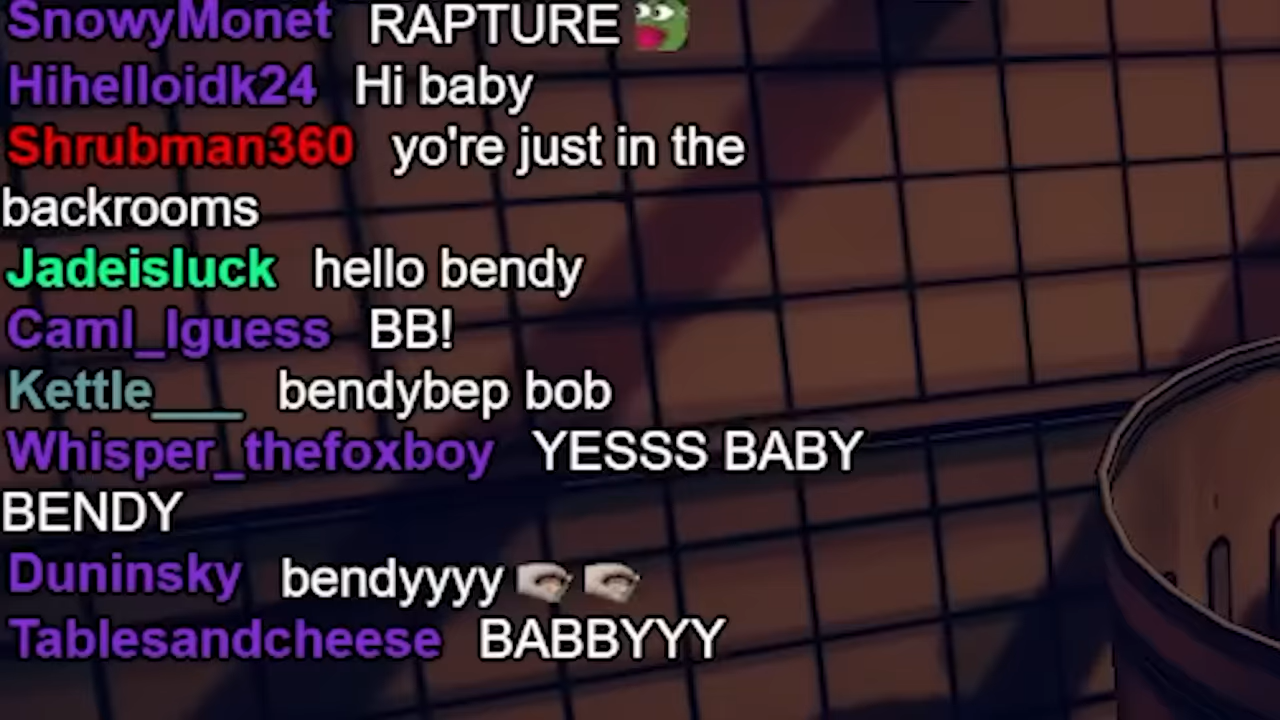 SnowyMonet RAPTURE
Hihelloidk24 Hi baby
Shrubman360 yo're just in the
backrooms
Jadeisluck hello bendy
Caml_Iguess BB!
Kettle___ bendybep bob
Whisper_thefoxboy YESSS BABY
BENDY
Duninsky bendyyyy
Tablesandcheese BABBYYY